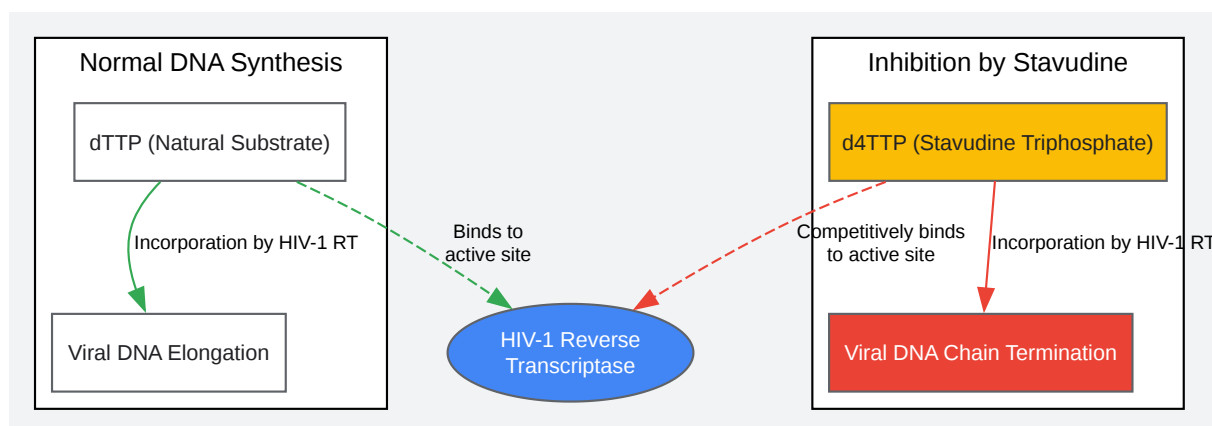 Normal DNA Synthesis
dTTP (Natural Substrate)
Incorporation by HIV-1 RT
Viral DNA Elongation
Binds to
active site
HIV-1 Reverse
Transcriptase
Inhibition by Stavudine
d4TTP (Stavudine Triphosphate)
Competitively binds
to active site
Incorporation by HIV-1 RT
Viral DNA Chain Termination